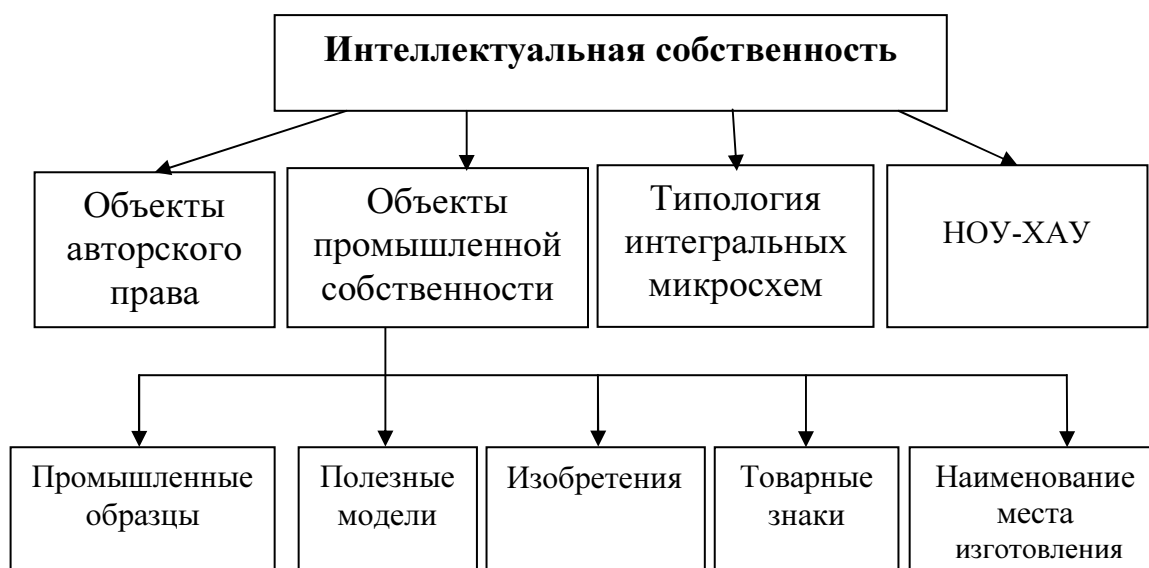 Интеллектуальная собственность
Объекты
авторского
права
Объекты
промышленной
собственности
Типология
интегральных
микросхем
НОУ-ХАУ
Промышленные
образцы
Полезные
модели
Изобретения
Товарные
знаки
Наименование
места
изготовления